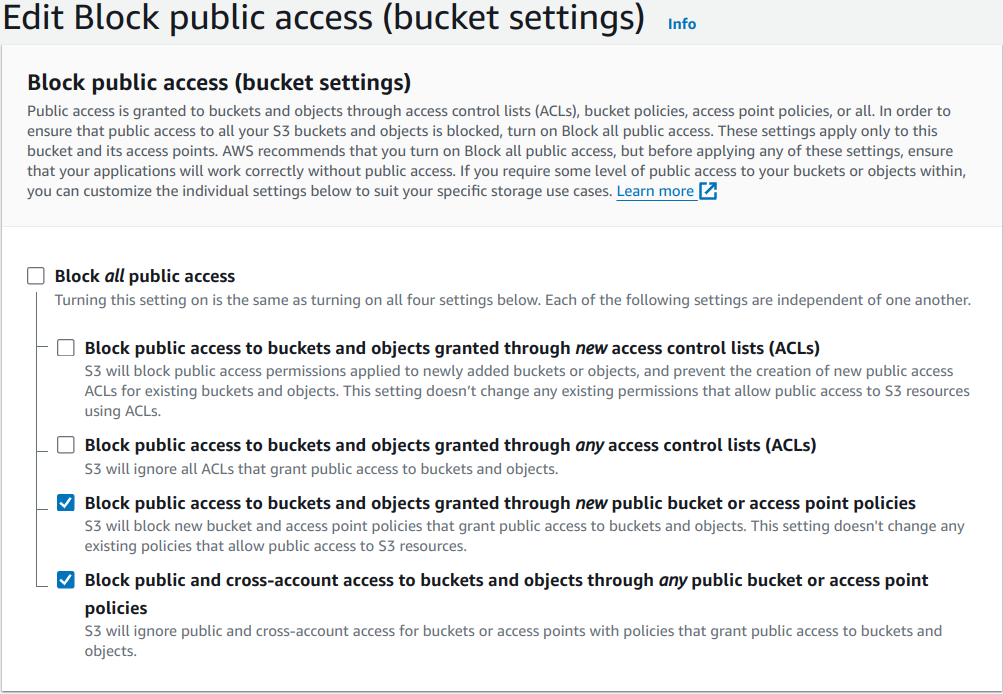 Edit Block public access (bucket settings) Info
Block public access (bucket settings)
Public access is granted to buckets and objects through access control lists (ACLs), bucket policies, access point policies, or all. In order to
ensure that public access to all your S3 buckets and objects is blocked, turn on Block all public access. These settings apply only to this
bucket and its access points. AWS recommends that you turn on Block all public access, but before applying any of these settings, ensure
that your applications will work correctly without public access. If you require some level of public access to your buckets or objects within,
you can customize the individual settings below to suit your specific storage use cases. Learn more
Block all public access
Turning this setting on is the same as turning on all four settings below. Each of the following settings are independent of one another.
Block public access to buckets and objects granted through new access control lists (ACLs)
S3 will block public access permissions applied to newly added buckets or objects, and prevent the creation of new public access
ACLs for existing buckets and objects. This setting doesn’t change any existing permissions that allow public access to S3 resources
using ACLs.
Block public access to buckets and objects granted through any access control lists (ACLs)
S3 will ignore all ACLs that grant public access to buckets and objects.
Block public access to buckets and objects granted through new public bucket or access point policies
S3 will block new bucket and access point policies that grant public access to buckets and objects. This setting doesn't change any
existing policies that allow public access to S3 resources.
Block public and cross-account access to buckets and objects through any public bucket or access point
policies
S3 will ignore public and cross-account access for buckets or access points with policies that grant public access to buckets and
objects.